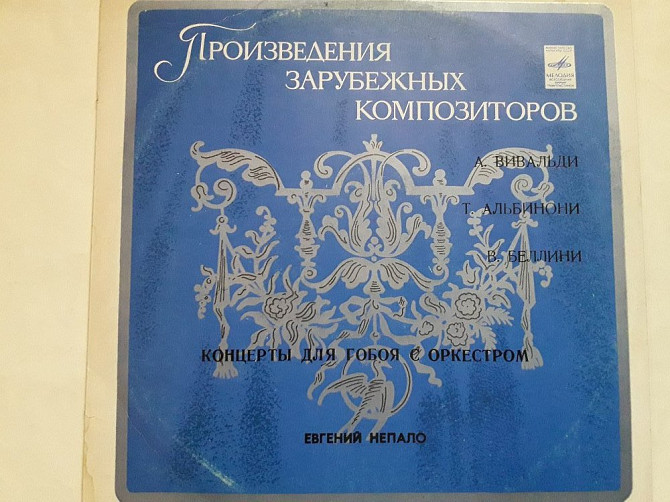 Произведения
зарубежных
композиторов
МЕЛОДИЯ
А. ВИВАЛЬДИ
Т. АЛЬБИНОНИ
В. БЕЛЛИНИ
КОНЦЕРТЫ ДЛЯ ГОБОЯ С ОРКЕСТРОМ
ЕВГЕНИЙ НЕПАЛО